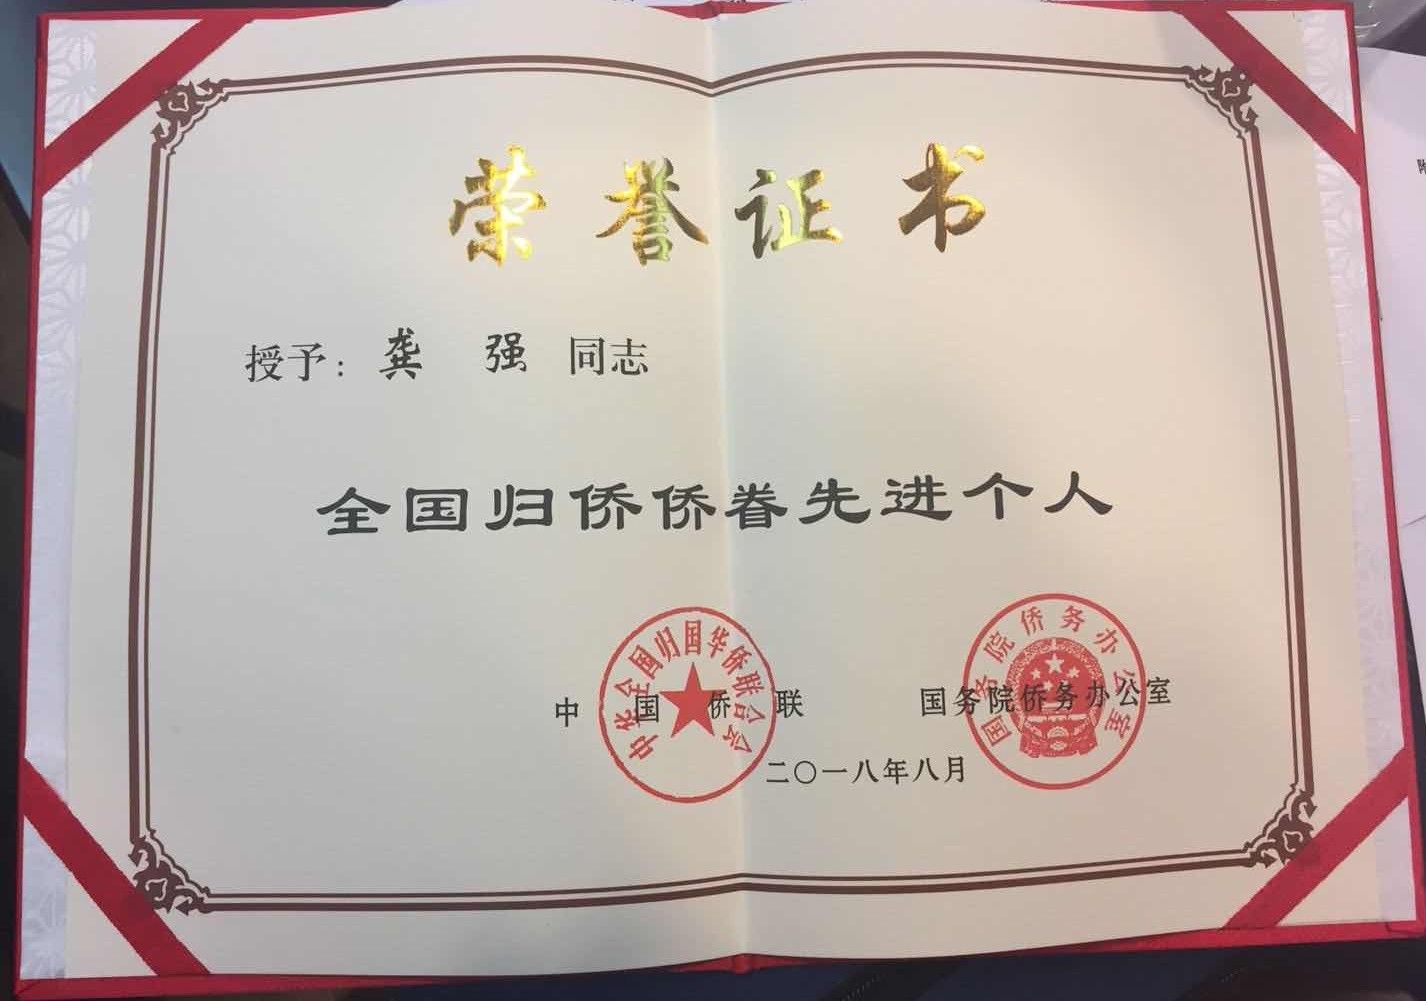 荣誉证书
授予：龚 强 同志
全国归侨侨眷先进个人
中国侨联 国务院侨务办公室
二〇一八年八月
中华全国归国华侨联合会
国务院侨务办公室